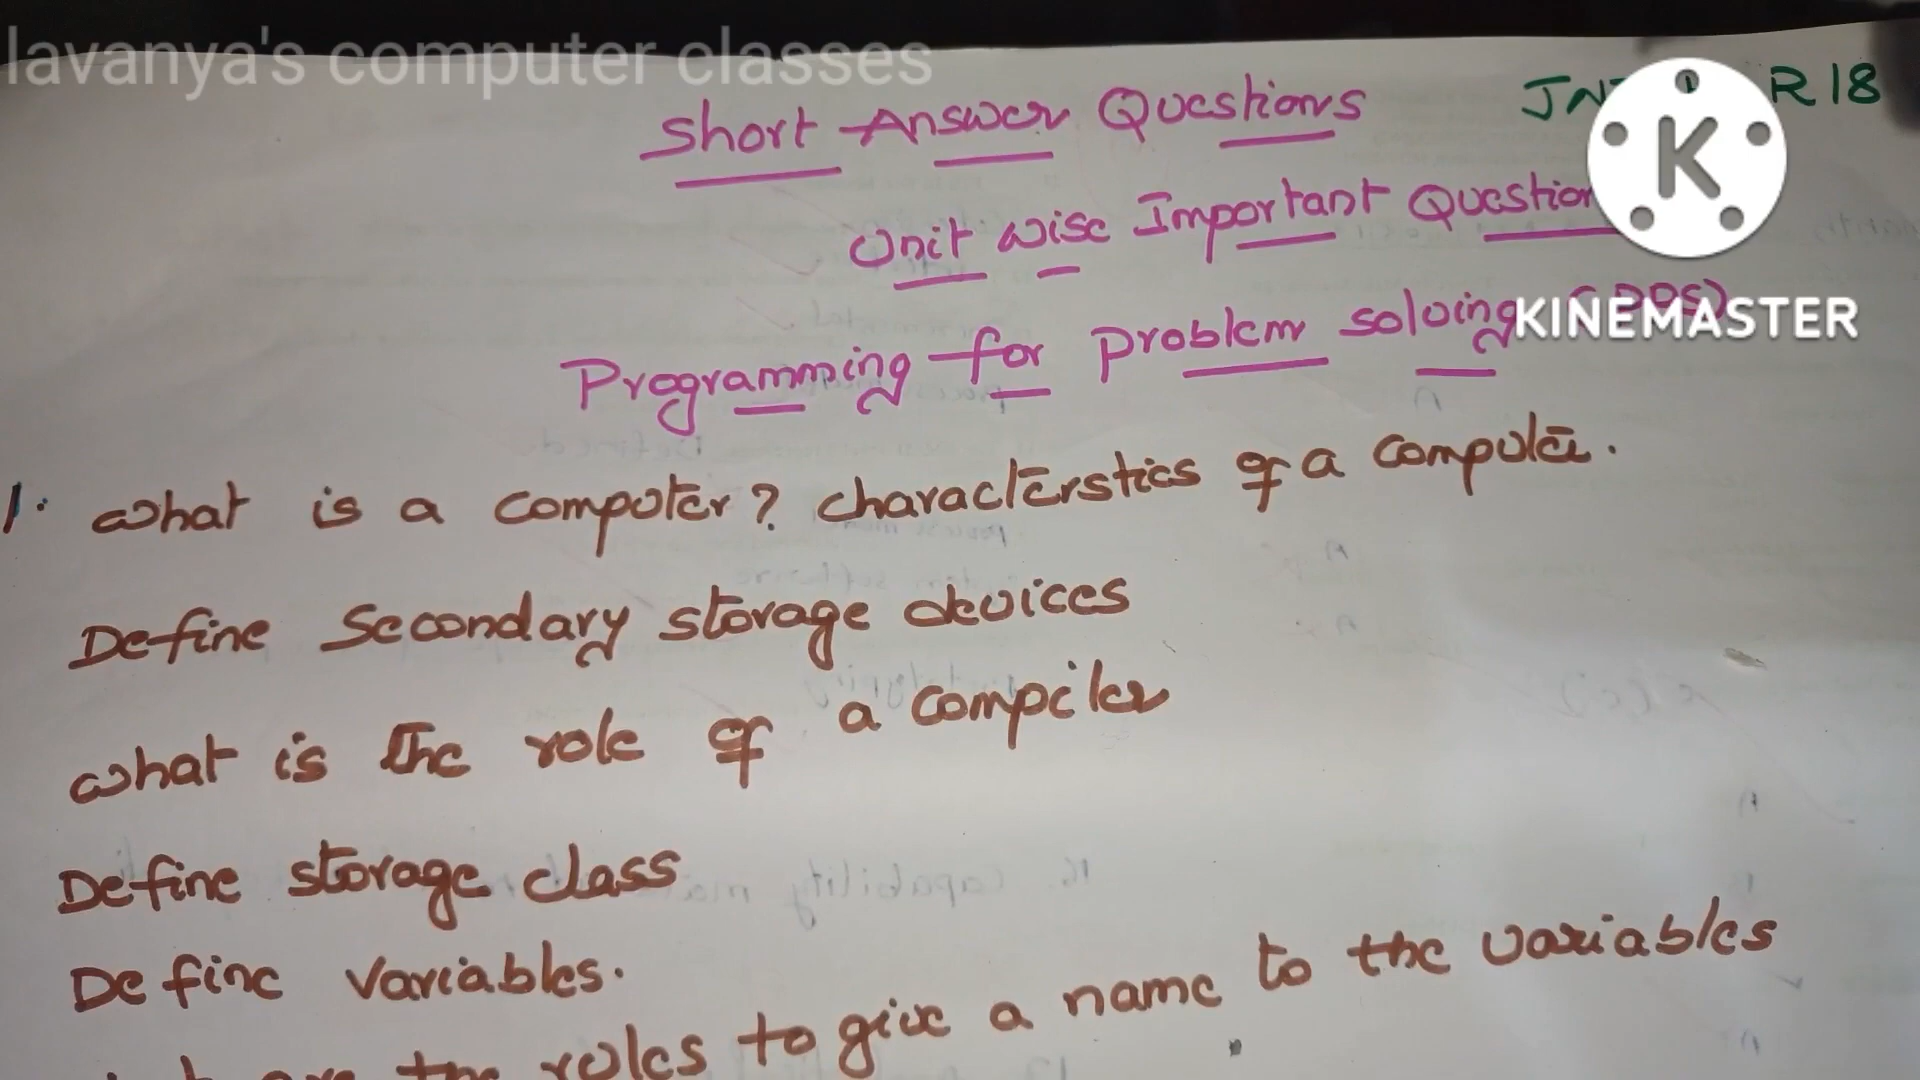 lavanya's computer classes
Short Answer Questions
R18
Unit wise Important Question
Programming for Problem solving
KINEMASTER
1. What is a computer? Characterstics of a computer.
Define Secondary storage devices
What is the role of a compiler
Define storage class
Define variables.
the rules to give a name to the variables